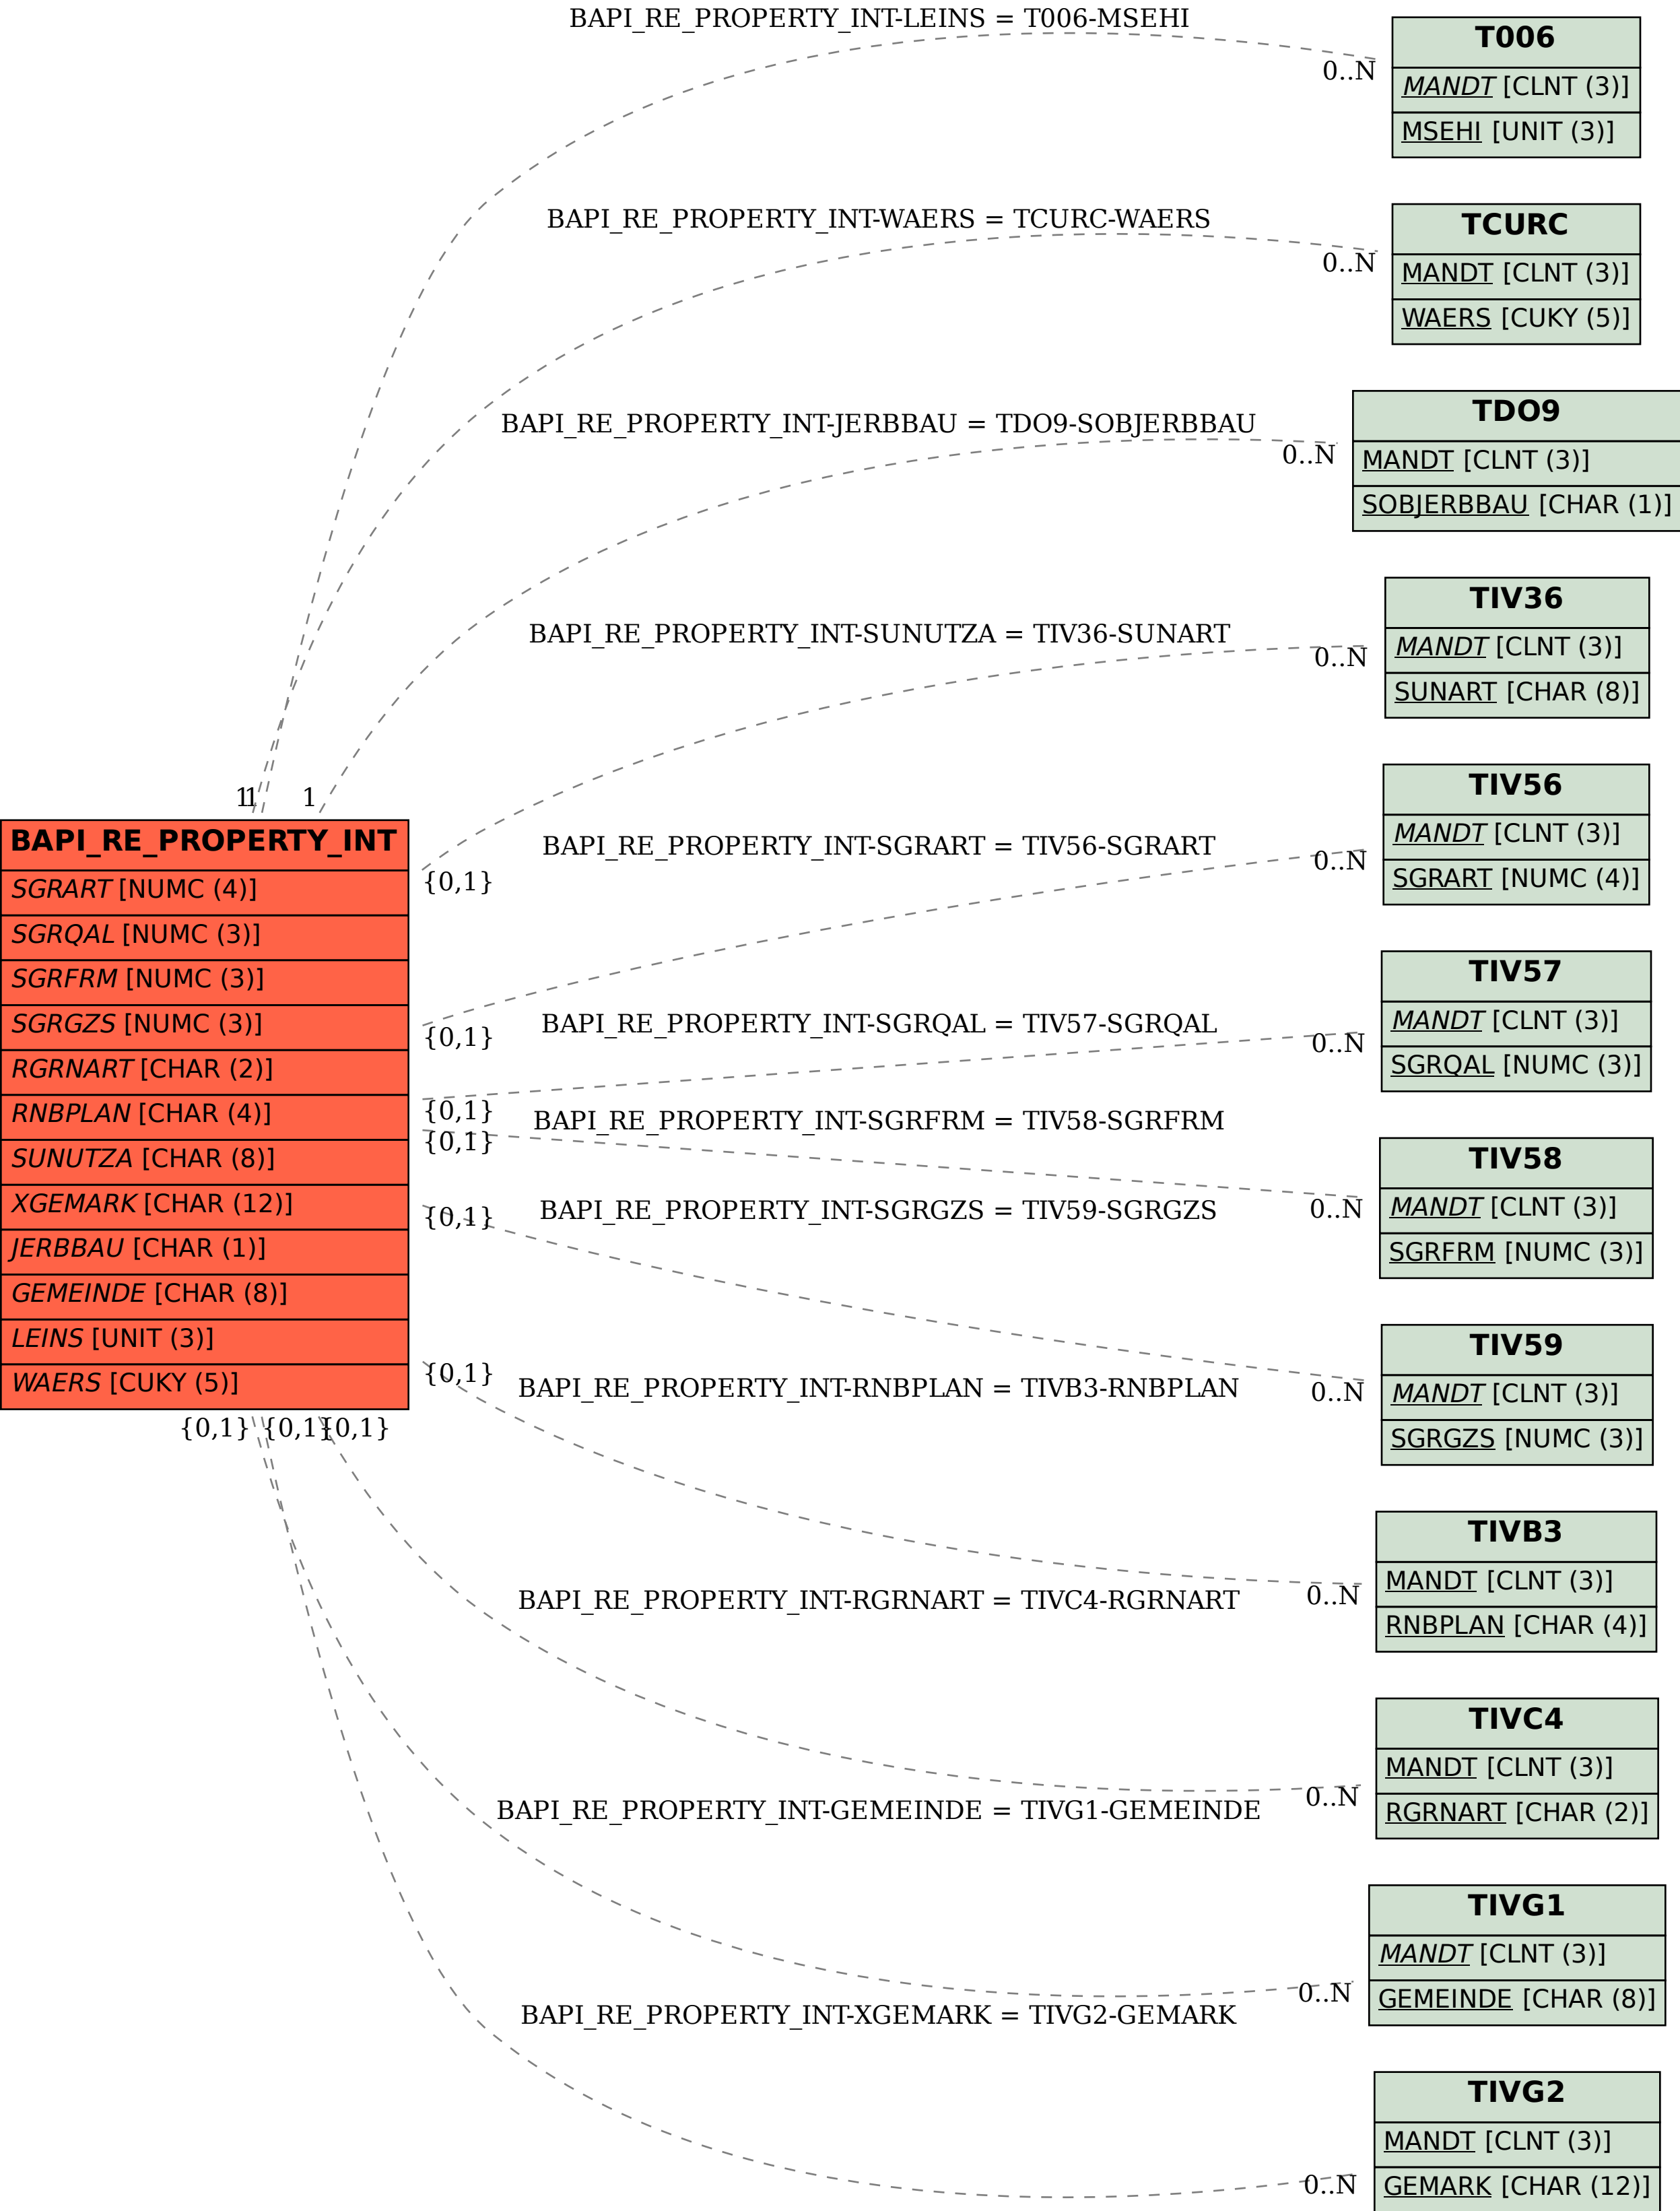 BAPI_RE_PROPERTY_INT-LEINS = T006-MSEHI
0..N
T006
MANDT [CLNT (3)]
MSEHI [UNIT (3)]
BAPI_RE_PROPERTY_INT-WAERS = TCURC-WAERS
0..N
TCURC
MANDT [CLNT (3)]
WAERS [CUKY (5)]
BAPI_RE_PROPERTY_INT-JERBBAU = TDO9-SOBJERBBAU
0..N
TDO9
MANDT [CLNT (3)]
SOBJERBBAU [CHAR (1)]
BAPI_RE_PROPERTY_INT-SUNUTZA = TIV36-SUNART
0..N
TIV36
MANDT [CLNT (3)]
SUNART [CHAR (8)]
1
1
1
BAPI_RE_PROPERTY_INT
SGRART [NUMC (4)]
SGRQAL [NUMC (3)]
SGRFRM [NUMC (3)]
SGRGZS [NUMC (3)]
RGRNART [CHAR (2)]
RNBPLAN [CHAR (4)]
SUNUTZA [CHAR (8)]
XGEMARK [CHAR (12)]
JERBBAU [CHAR (1)]
GEMEINDE [CHAR (8)]
LEINS [UNIT (3)]
WAERS [CUKY (5)]
{0,1}
BAPI_RE_PROPERTY_INT-SGRART = TIV56-SGRART
0..N
TIV56
MANDT [CLNT (3)]
SGRART [NUMC (4)]
{0,1}
BAPI_RE_PROPERTY_INT-SGRQAL = TIV57-SGRQAL
0..N
TIV57
MANDT [CLNT (3)]
SGRQAL [NUMC (3)]
{0,1}
BAPI_RE_PROPERTY_INT-SGRFRM = TIV58-SGRFRM
{0,1}
0..N
TIV58
MANDT [CLNT (3)]
SGRFRM [NUMC (3)]
{0,1}
BAPI_RE_PROPERTY_INT-SGRGZS = TIV59-SGRGZS
0..N
TIV59
MANDT [CLNT (3)]
SGRGZS [NUMC (3)]
{0,1}
BAPI_RE_PROPERTY_INT-RNBPLAN = TIVB3-RNBPLAN
0..N
TIVB3
MANDT [CLNT (3)]
RNBPLAN [CHAR (4)]
{0,1}
{0,1}
{0,1}
BAPI_RE_PROPERTY_INT-RGRNART = TIVC4-RGRNART
0..N
TIVC4
MANDT [CLNT (3)]
RGRNART [CHAR (2)]
BAPI_RE_PROPERTY_INT-GEMEINDE = TIVG1-GEMEINDE
0..N
TIVG1
MANDT [CLNT (3)]
GEMEINDE [CHAR (8)]
BAPI_RE_PROPERTY_INT-XGEMARK = TIVG2-GEMARK
0..N
TIVG2
MANDT [CLNT (3)]
GEMARK [CHAR (12)]